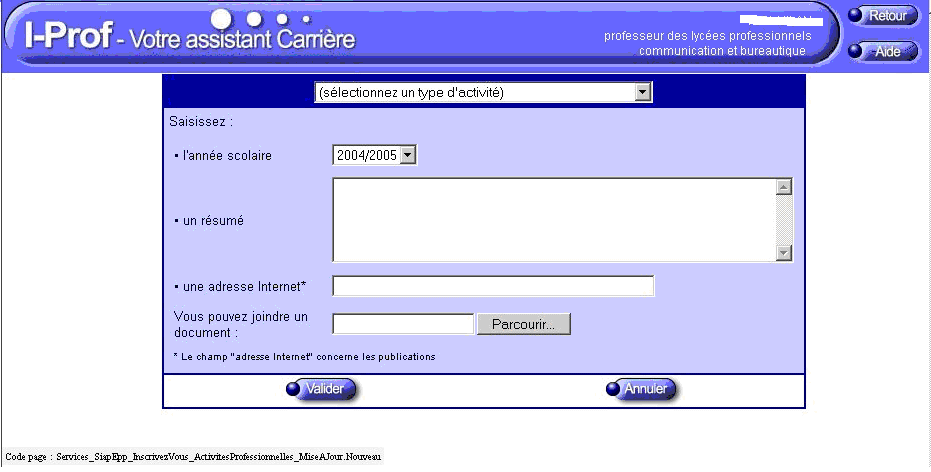 I-Prof - Votre assistant Carrière
professeur des lycées professionnels
communication et bureautique
Retour
Aide
(sélectionnez un type d'activité)
Saisissez :
• l'année scolaire
2004/2005
• un résumé
• une adresse Internet*
Vous pouvez joindre un
document :
Parcourir...
* Le champ "adresse Internet" concerne les publications
Valider
Annuler
Code page : Services_SiapEpp_InscrivezVous_ActivitesProfessionnelles_MiseAJour.Nouveau